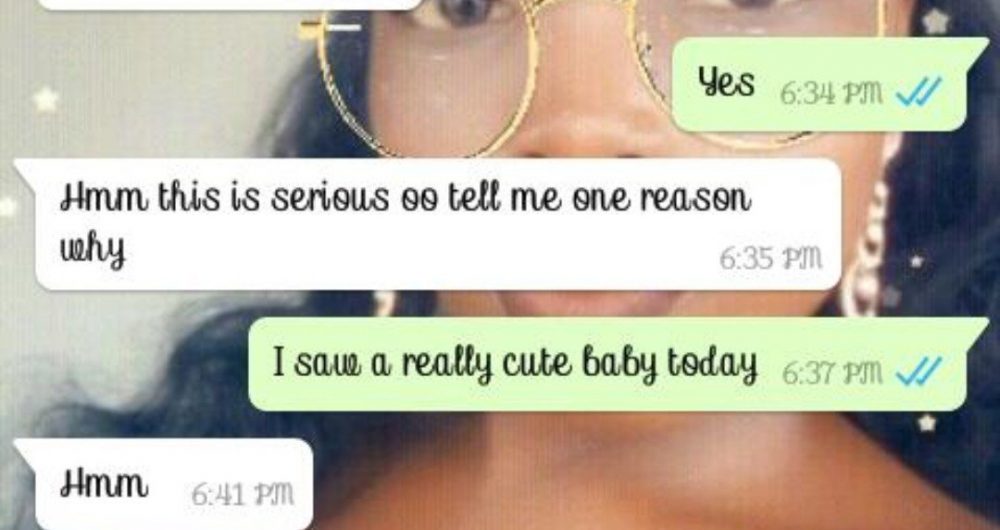 Yes 6:34 PM
Hmm this is serious oo tell me one reason
why 6:35 PM
I saw a really cute baby today 6:37 PM
Hmm 6:41 PM